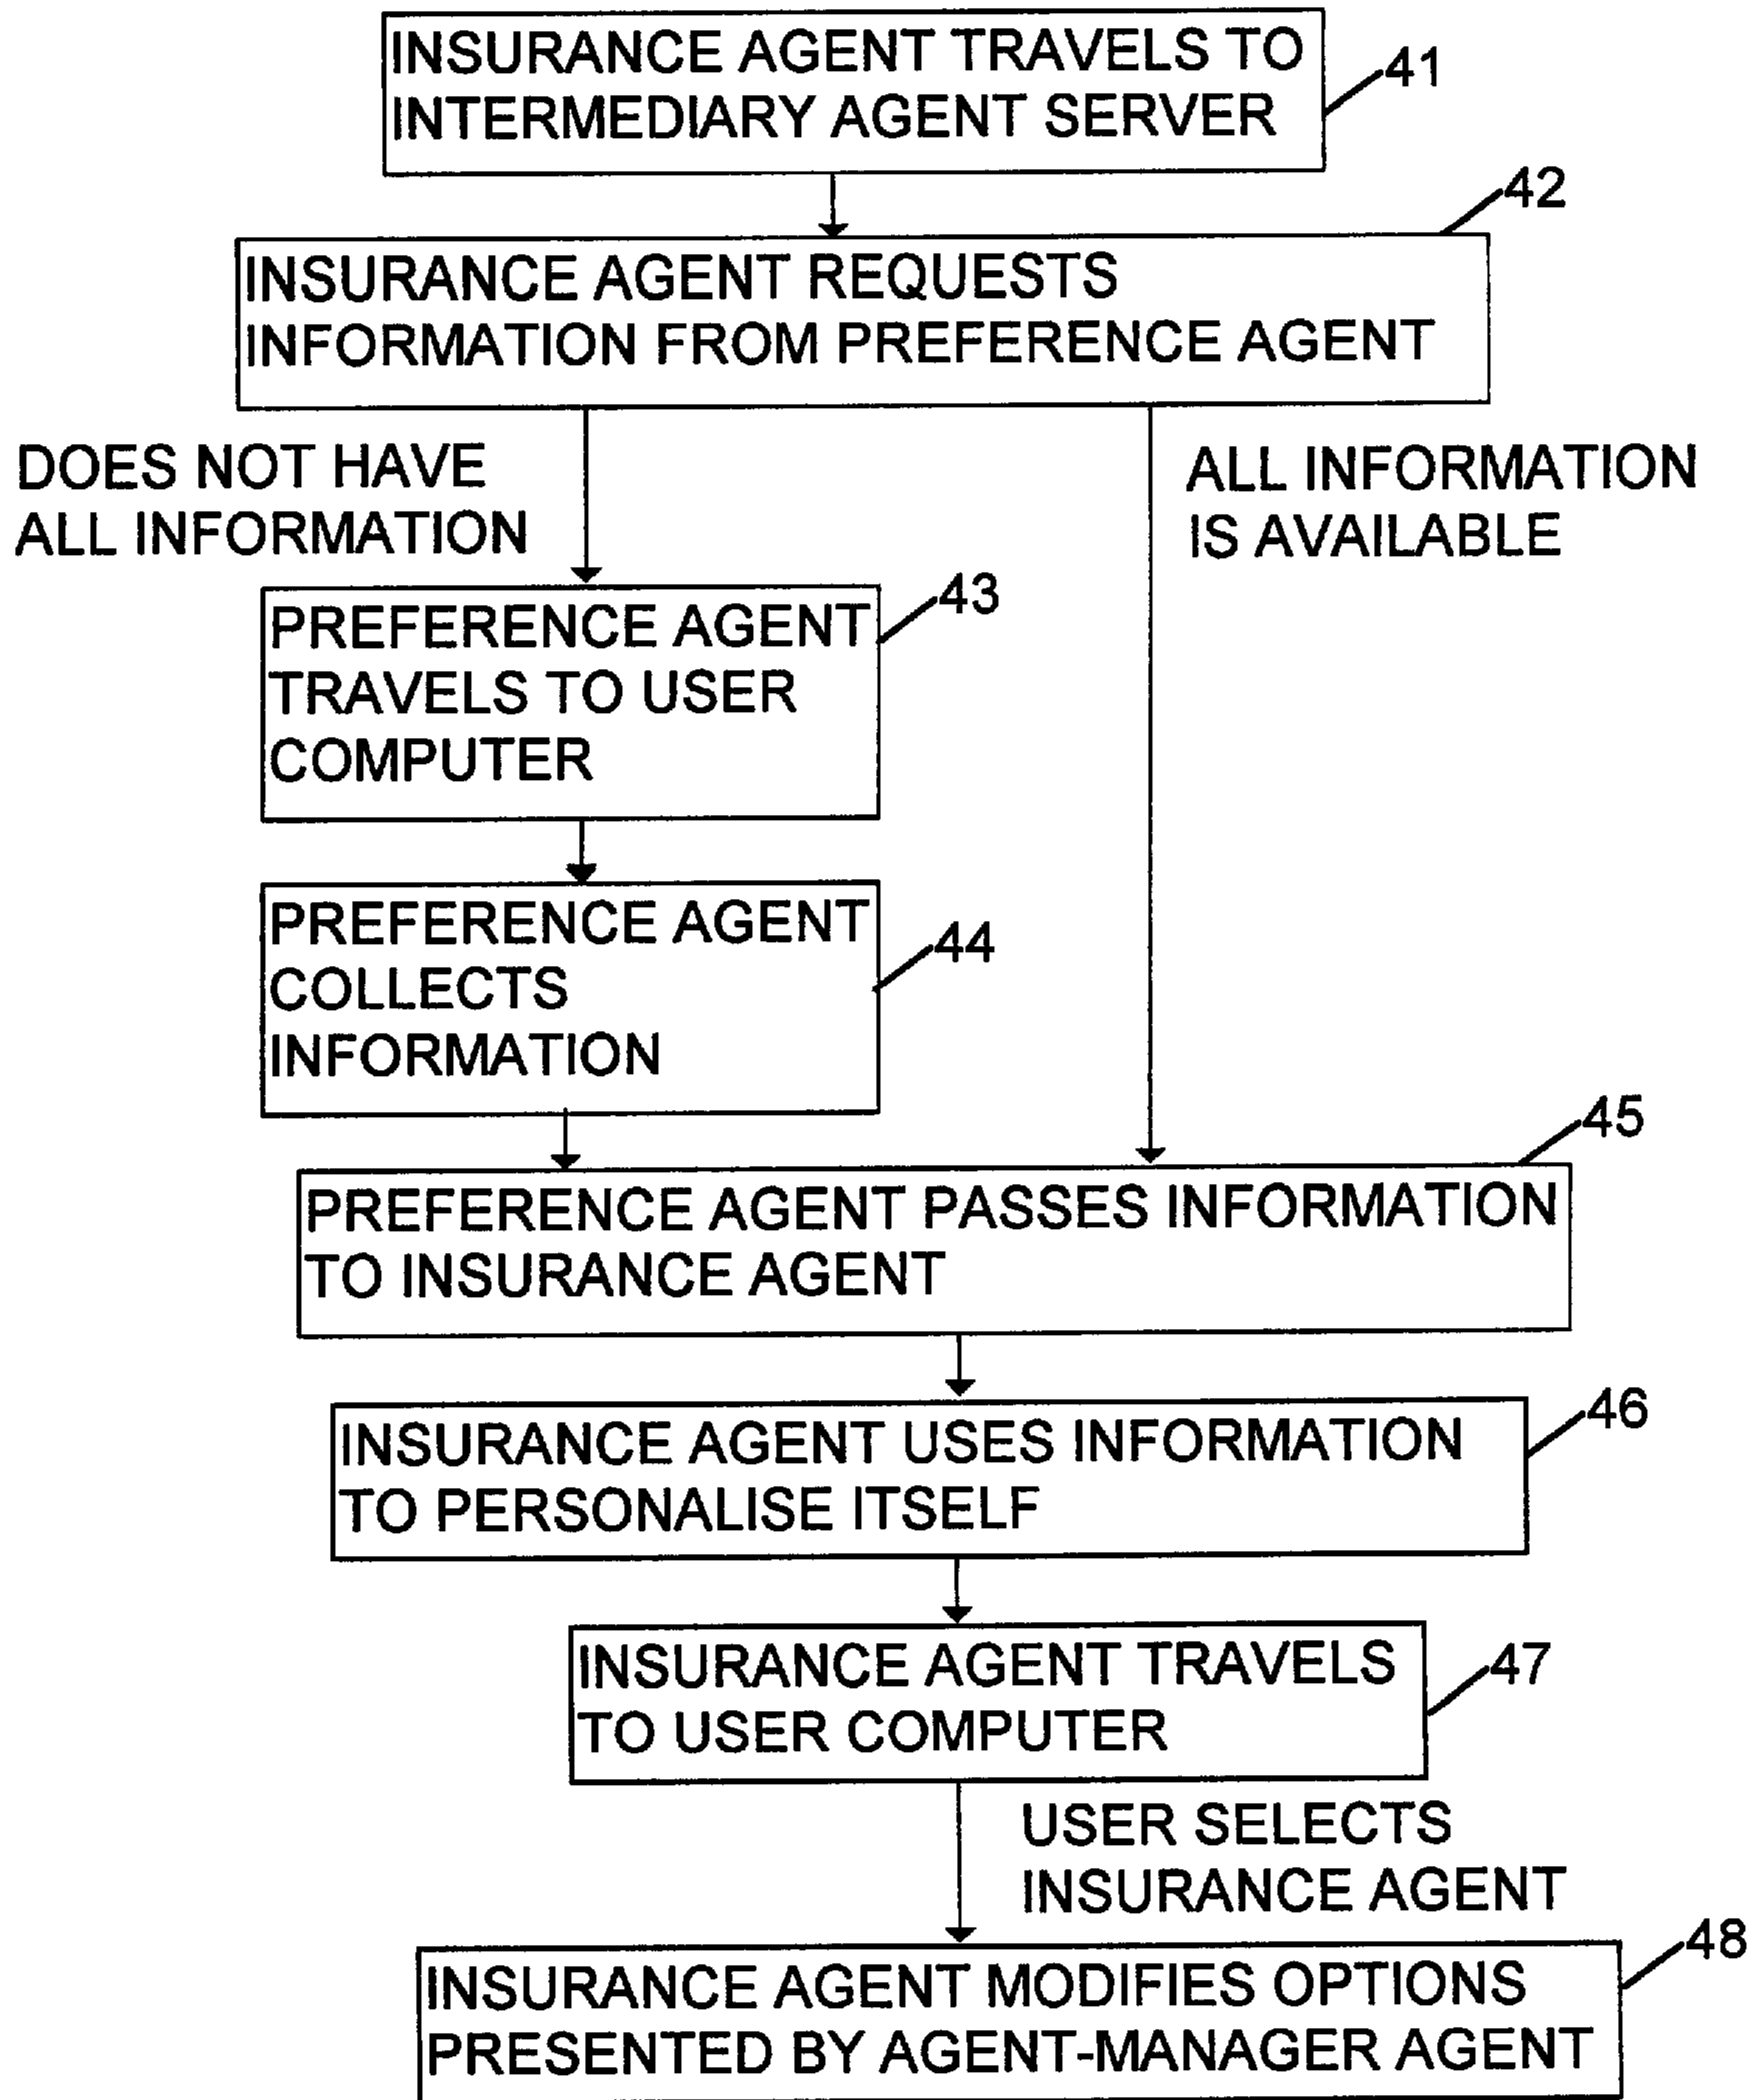 INSURANCE AGENT TRAVELS TO
INTERMEDIARY AGENT SERVER
41
42
INSURANCE AGENT REQUESTS
INFORMATION FROM PREFERENCE AGENT
DOES NOT HAVE
ALL INFORMATION
ALL INFORMATION
IS AVAILABLE
43
PREFERENCE AGENT
TRAVELS TO USER
COMPUTER
PREFERENCE AGENT
COLLECTS
INFORMATION
44
45
PREFERENCE AGENT PASSES INFORMATION
TO INSURANCE AGENT
46
INSURANCE AGENT USES INFORMATION
TO PERSONALISE ITSELF
INSURANCE AGENT TRAVELS
TO USER COMPUTER
47
USER SELECTS
INSURANCE AGENT
48
INSURANCE AGENT MODIFIES OPTIONS
PRESENTED BY AGENT-MANAGER AGENT